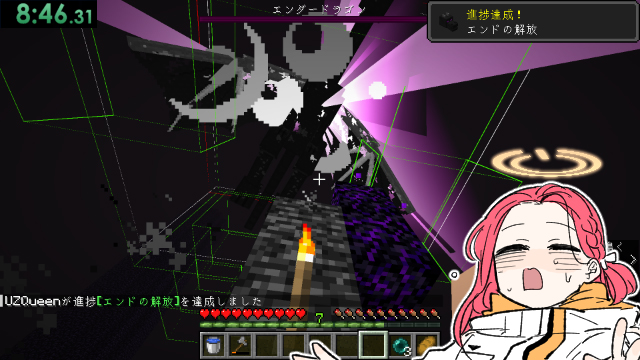 8:46.31
エンダードラゴン
進捗達成！
エンドの解放
UZQueenが進捗[エンドの解放]を達成しました
7
3